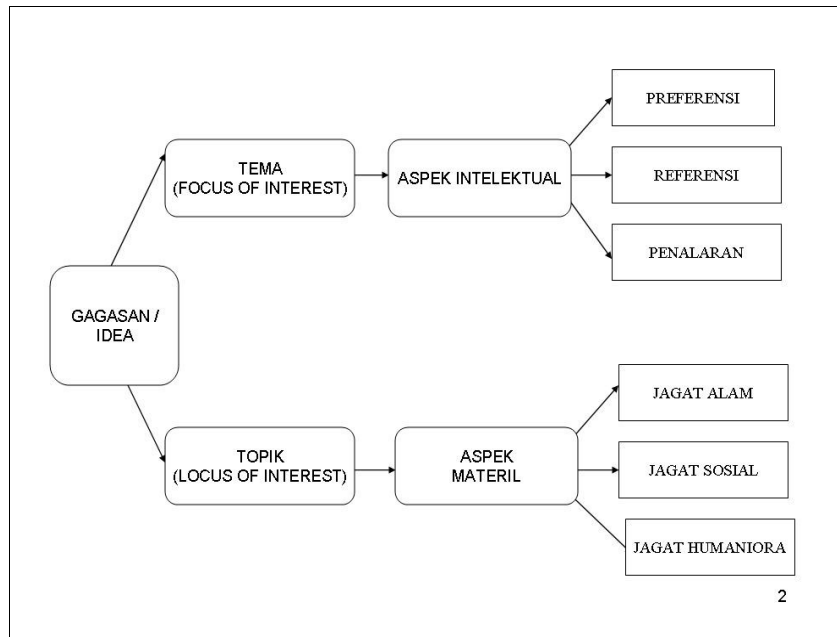 PREFERENSI
TEMA
(FOCUS OF INTEREST)
ASPEK INTELEKTUAL
REFERENSI
PENALARAN
GAGASAN /
IDEA
JAGAT ALAM
TOPIK
(LOCUS OF INTEREST)
ASPEK
MATERIL
JAGAT SOSIAL
JAGAT HUMANIORA
2